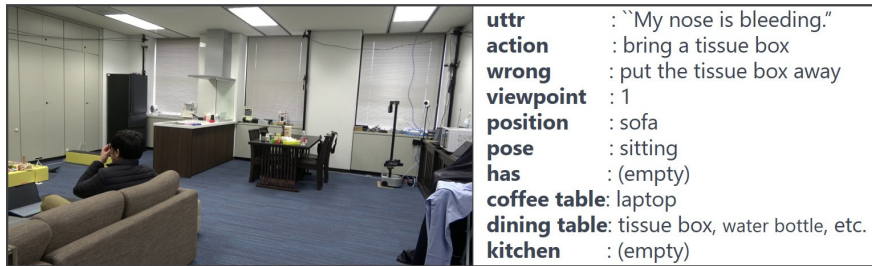 uttr : ``My nose is bleeding.”
action : bring a tissue box
wrong : put the tissue box away
viewpoint : 1
position : sofa
pose : sitting
has : (empty)
coffee table: laptop
dining table: tissue box, water bottle, etc.
kitchen : (empty)